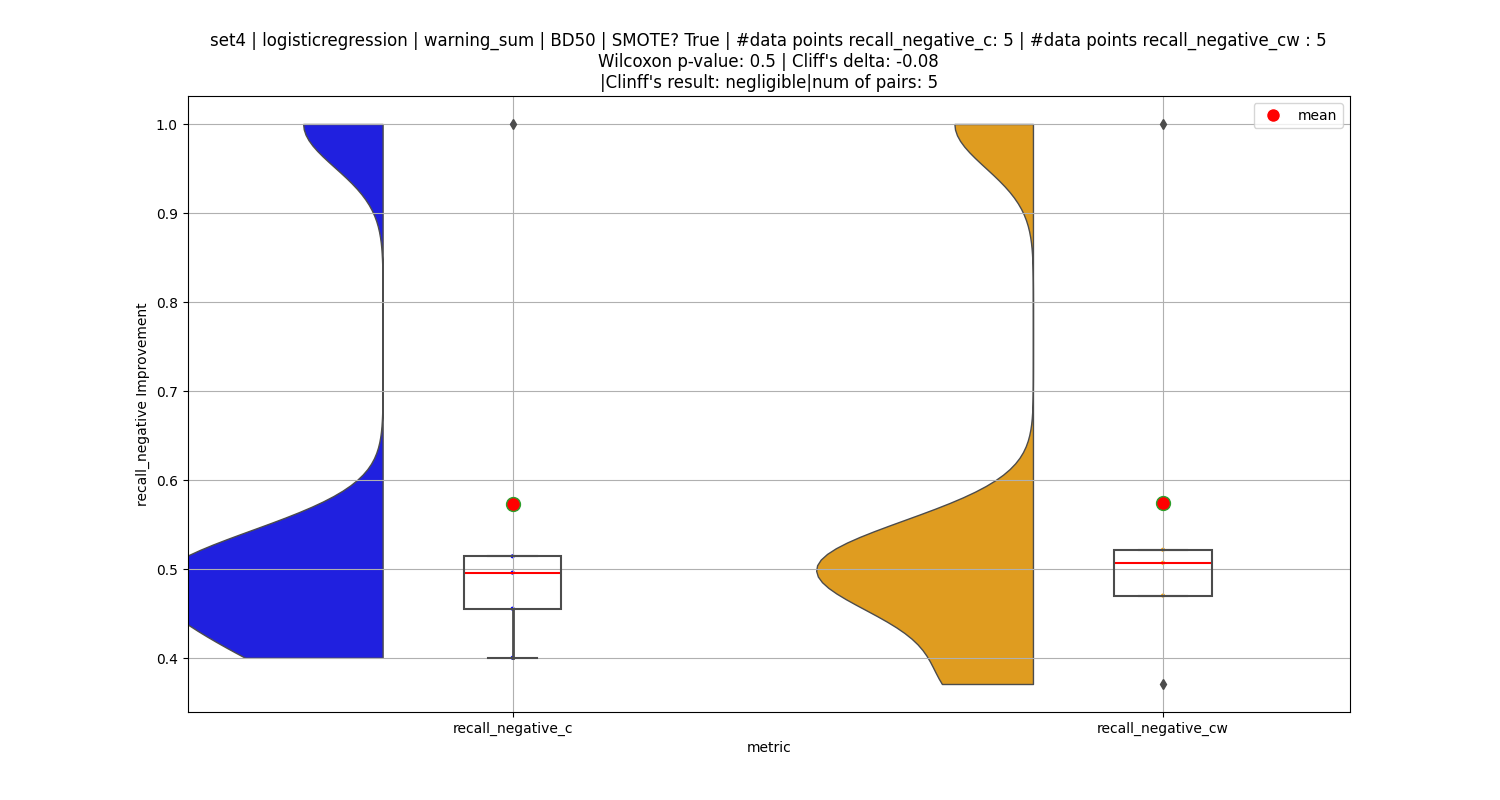 set4 | logisticregression | warning_sum | BD50 | SMOTE? True | #data points recall_negative_c: 5 | #data points recall_negative_cw : 5
Wilcoxon p-value: 0.5 | Cliff's delta: -0.08
|Clinff's result: negligible|num of pairs: 5
mean
1.0
0.9
0.8
0.7
0.6
0.5
0.4
recall_negative Improvement
recall_negative_c
recall_negative_cw
metric